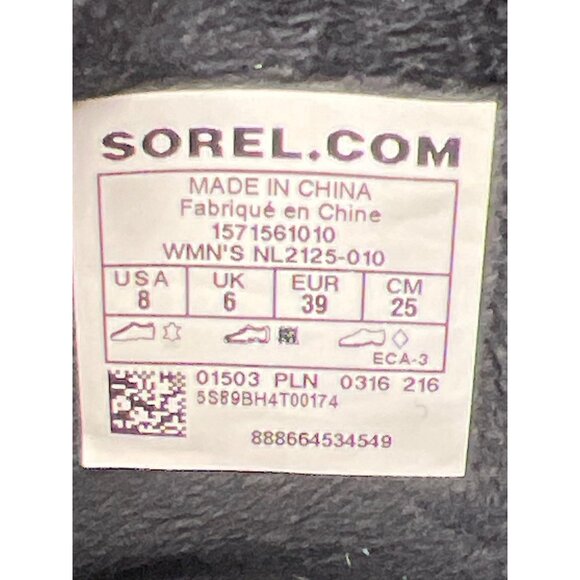 SOREL.COM
MADE IN CHINA
Fabriqué en Chine
1571561010
WMN'S NL2125-010
USA UK EUR CM
8 6 39 25
ECA-3
01503 PLN 0316 216
5S89BH4T00174
888664534549